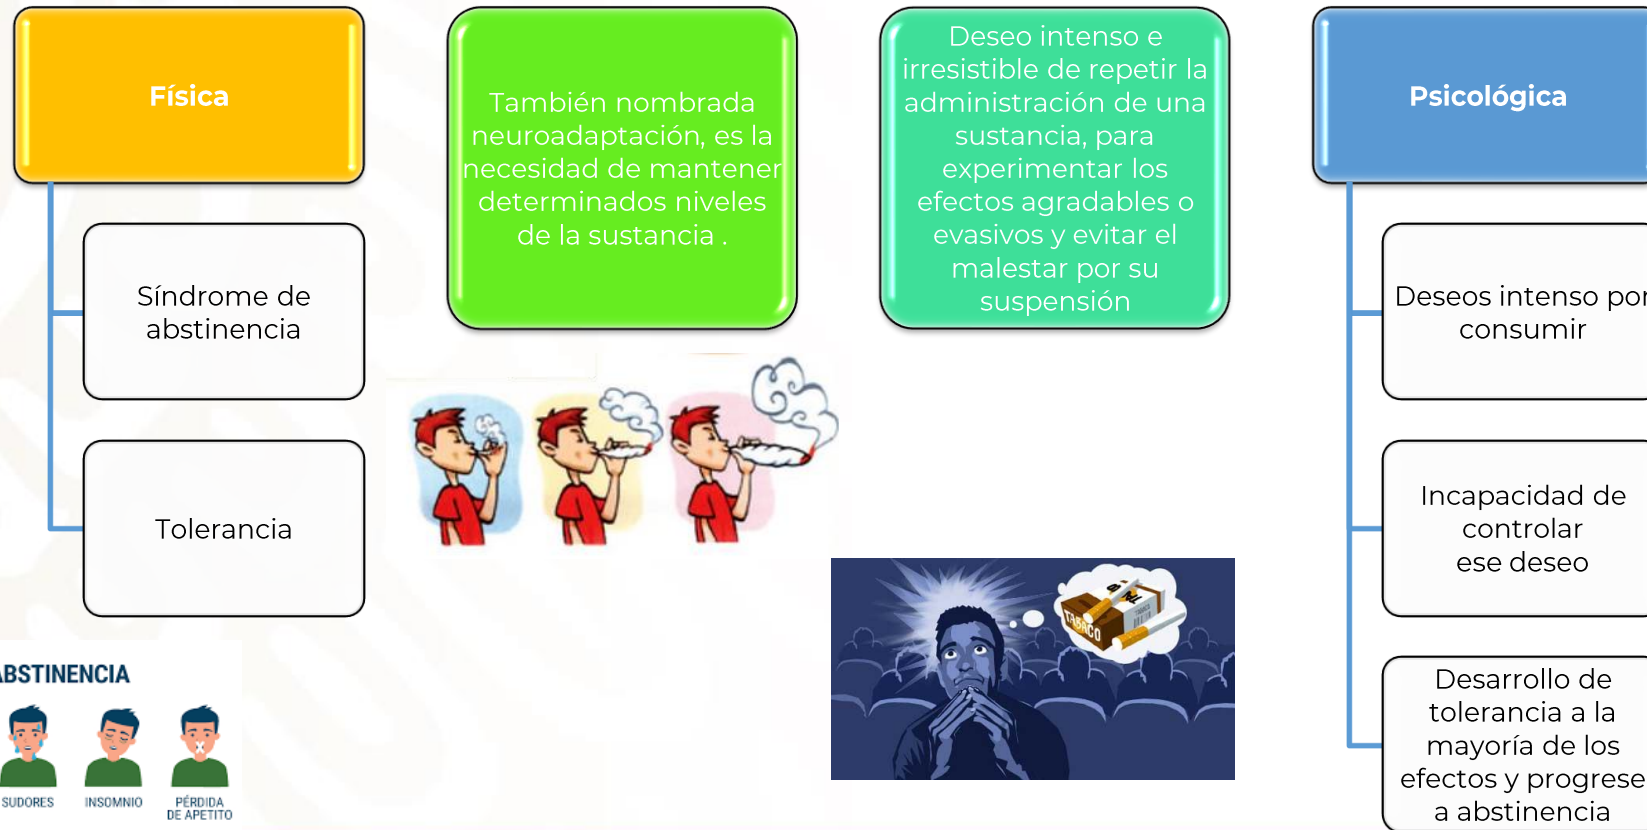 Física
Síndrome de
abstinencia
Tolerancia
También nombrada
neuroadaptación, es la
necesidad de mantener
determinados niveles
de la sustancia .
Deseo intenso e
irresistible de repetir la
administración de una
sustancia, para
experimentar los
efectos agradables o
evasivos y evitar el
malestar por su
suspensión
Psicológica
Deseos intenso por
consumir
Incapacidad de
controlar
ese deseo
Desarrollo de
tolerancia a la
mayoría de los
efectos y progrese
a abstinencia
TABACO
ABSTINENCIA
SUDORES
INSOMNIO
PÉRDIDA
DE APETITO